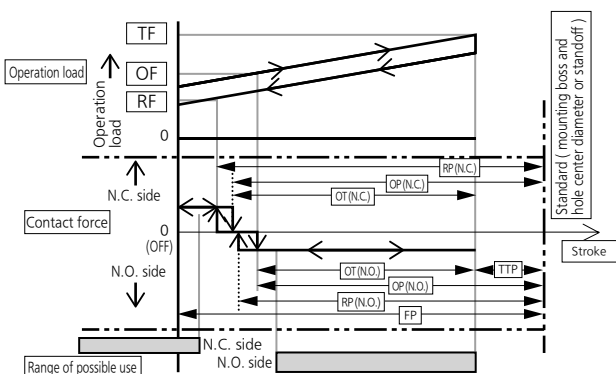 TF
Operation load
OF
RF
Operation
load
0
Standard ( mounting boss and
hole center diameter or standoff)
RP (N.C.)
N.C. side
OP (N.C.)
OT (N.C.)
Contact force
0
(OFF)
Stroke
N.O. side
OT (N.O.)
TTP
OP (N.O.)
RP (N.O.)
FP
N.C. side
N.O. side
Range of possible use